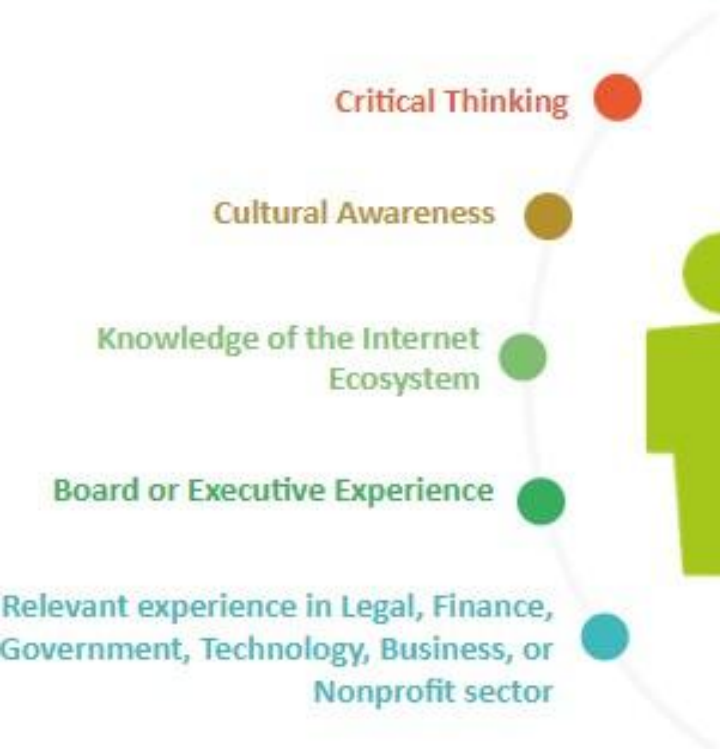 Critical Thinking
Cultural Awareness
Knowledge of the Internet
Ecosystem
Board or Executive Experience
Relevant experience in Legal, Finance,
Government, Technology, Business, or
Nonprofit sector